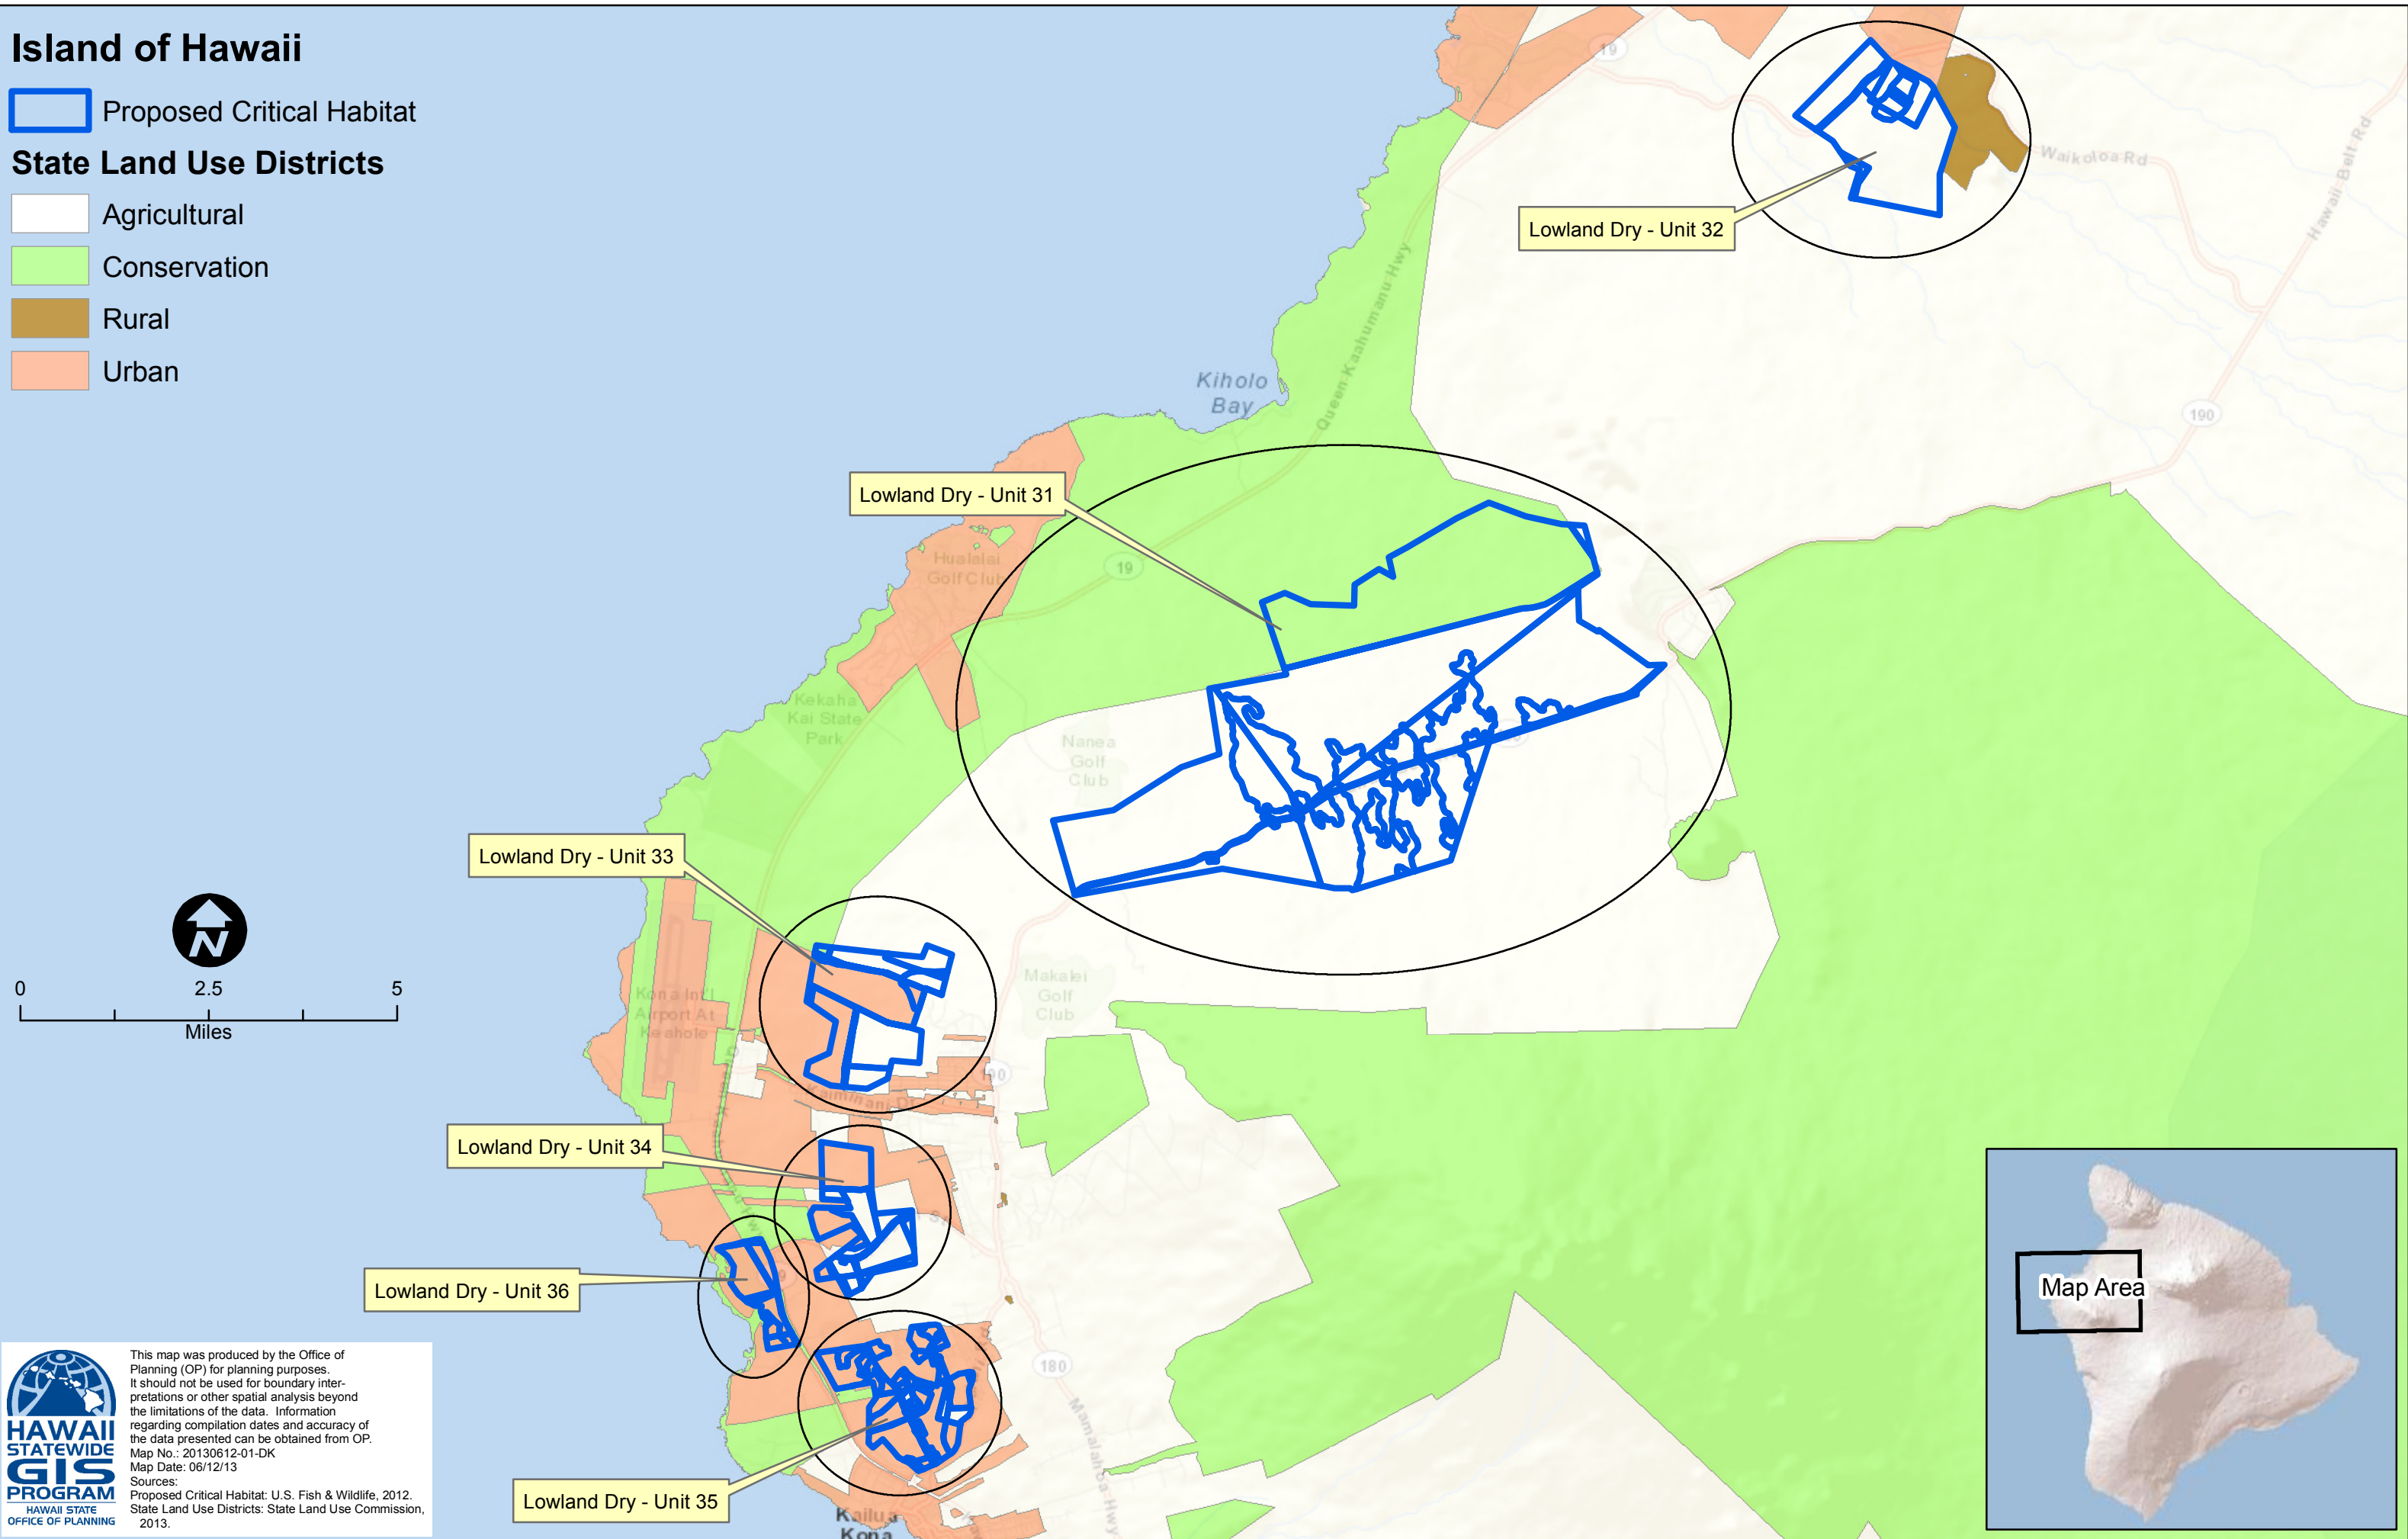 Island of Hawaii
Proposed Critical Habitat
State Land Use Districts
Agricultural
Conservation
Rural
Urban
19
Waikoloa Rd
Hawaii Belt Rd
Lowland Dry - Unit 32
Queen Kaahumanu Hwy
Kiholo
Bay
190
Lowland Dry - Unit 31
Hualalai
Golf Club
19
Kekaha
Kai State
Park
Nanea
Golf
Club
Lowland Dry - Unit 33
N
0 2.5 5
Miles
Kona Int'l
Airport At
Keahole
Makalei
Golf
Club
190
Kaiminani Dr
Lowland Dry - Unit 34
St
Lowland Dry - Unit 36
Map Area
180
Mamalahoa Hwy
Lowland Dry - Unit 35
Kailua
Kona
HAWAII
STATEWIDE
GIS
PROGRAM
HAWAII STATE
OFFICE OF PLANNING
This map was produced by the Office of
Planning (OP) for planning purposes.
It should not be used for boundary inter-
pretations or other spatial analysis beyond
the limitations of the data. Information
regarding compilation dates and accuracy of
the data presented can be obtained from OP.
Map No.: 20130612-01-DK
Map Date: 06/12/13
Sources:
Proposed Critical Habitat: U.S. Fish & Wildlife, 2012.
State Land Use Districts: State Land Use Commission,
2013.